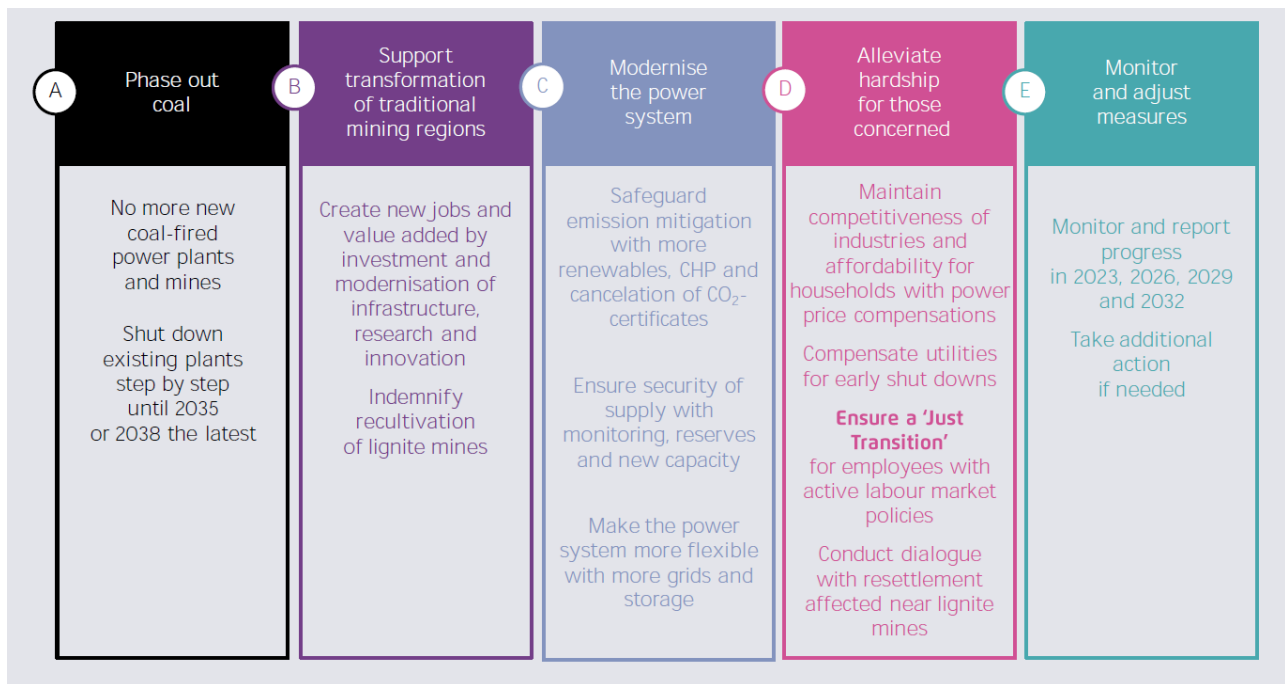 A
Phase out
coal
No more new
coal-fired
power plants
and mines
Shut down
existing plants
step by step
until 2035
or 2038 the latest
B
Support
transformation
of traditional
mining regions
Create new jobs and
value added by
investment and
modernisation of
infrastructure,
research and
innovation
Indemnify
recultivation
of lignite mines
C
Modernise
the power
system
Safeguard
emission mitigation
with more
renewables, CHP and
cancelation of CO₂-
certificates
Ensure security of
supply with
monitoring, reserves
and new capacity
Make the power
system more flexible
with more grids and
storage
D
Alleviate
hardship
for those
concerned
Maintain
competitiveness of
industries and
affordability for
households with power
price compensations
Compensate utilities
for early shut downs
Ensure a ‘Just
Transition’
for employees with
active labour market
policies
Conduct dialogue
with resettlement
affected near lignite
mines
E
Monitor
and adjust
measures
Monitor and report
progress
in 2023, 2026, 2029
and 2032
Take additional
action
if needed